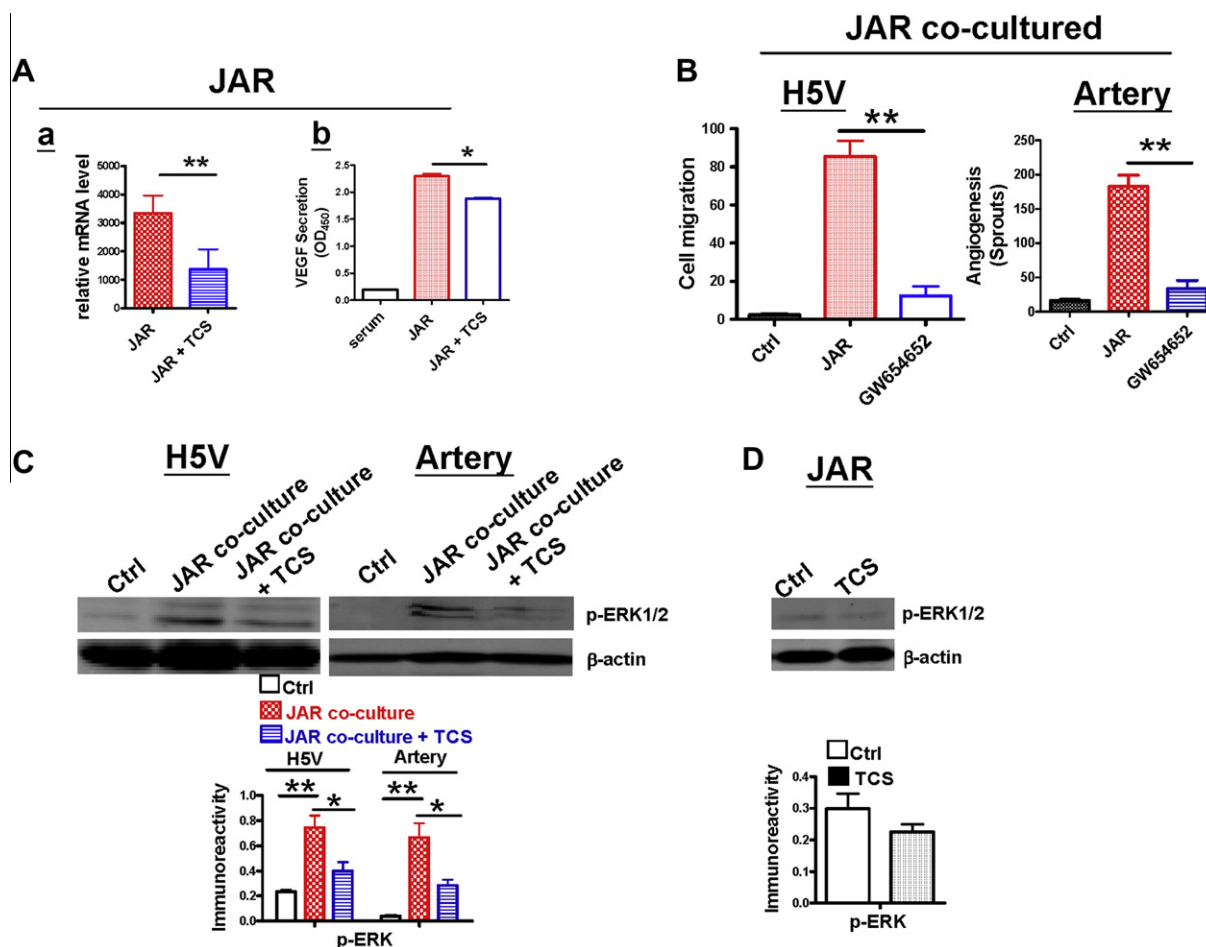 A
JAR
a
relative mRNA level
5000
4000
3000
2000
1000
0
**
JAR
JAR + TCS
b
VEGF Secretion
(OD450)
2.5
2.0
1.5
1.0
0.5
0.0
*
serum
JAR
JAR + TCS
JAR co-cultured
B
H5V
Cell migration
100
80
60
40
20
0
**
Ctrl
JAR
GW654652
Artery
Angiogenesis
(Sprouts)
250
200
150
100
50
0
**
Ctrl
JAR
GW654652
C
H5V
Artery
Ctrl
JAR co-culture
JAR co-culture
+ TCS
Ctrl
JAR co-culture
JAR co-culture
+ TCS
p-ERK1/2
β-actin
Ctrl
JAR co-culture
JAR co-culture + TCS
H5V
Artery
**
*
**
*
Immunoreactivity
1.0
0.8
0.6
0.4
0.2
0.0
p-ERK
D
JAR
Ctrl
TCS
p-ERK1/2
β-actin
Ctrl
TCS
Immunoreactivity
0.4
0.3
0.2
0.1
0.0
p-ERK